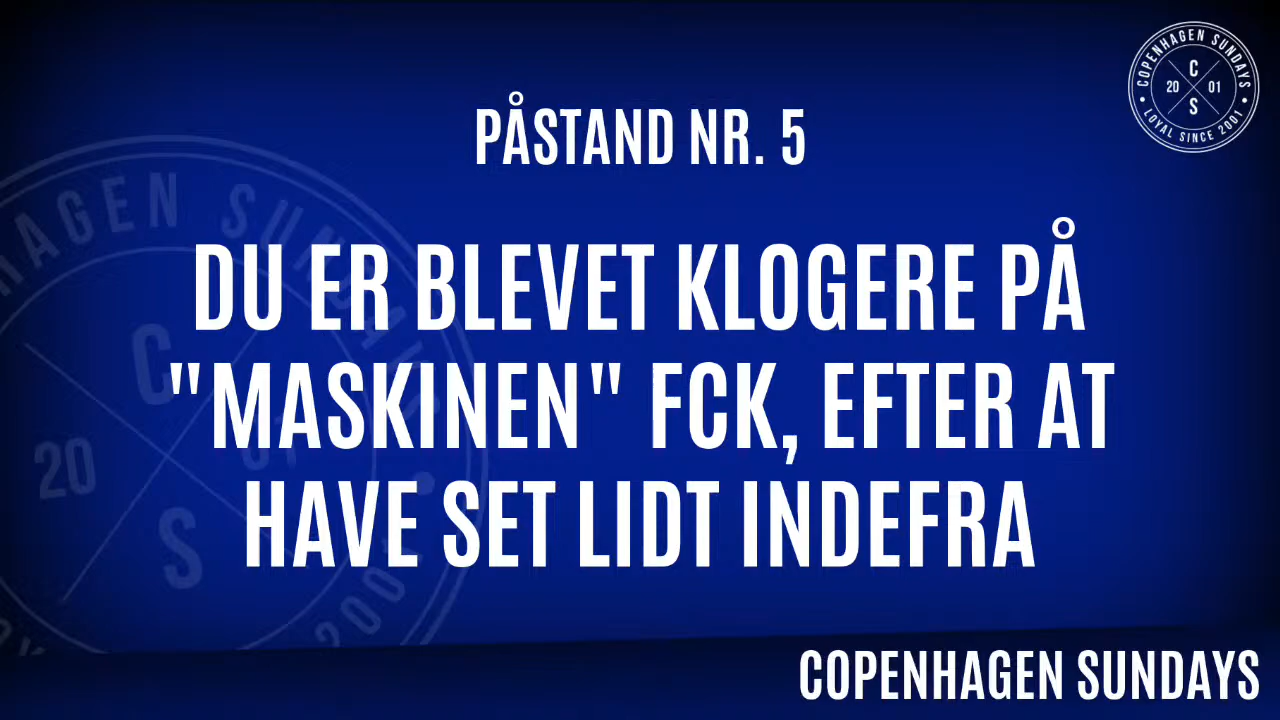 COPENHAGEN SUNDAYS
C
20 01
S
LOYAL SINCE 2001
PÅSTAND NR. 5
DU ER BLEVET KLOGERE PÅ
"MASKINEN" FCK, EFTER AT
HAVE SET LIDT INDEFRA
COPENHAGEN SUNDAYS